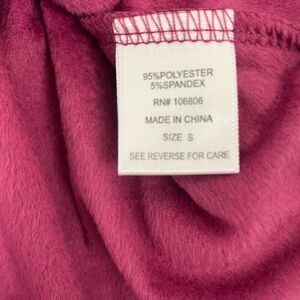 95%POLYESTER
5%SPANDEX
RN# 106806
MADE IN CHINA
SIZE S
SEE REVERSE FOR CARE